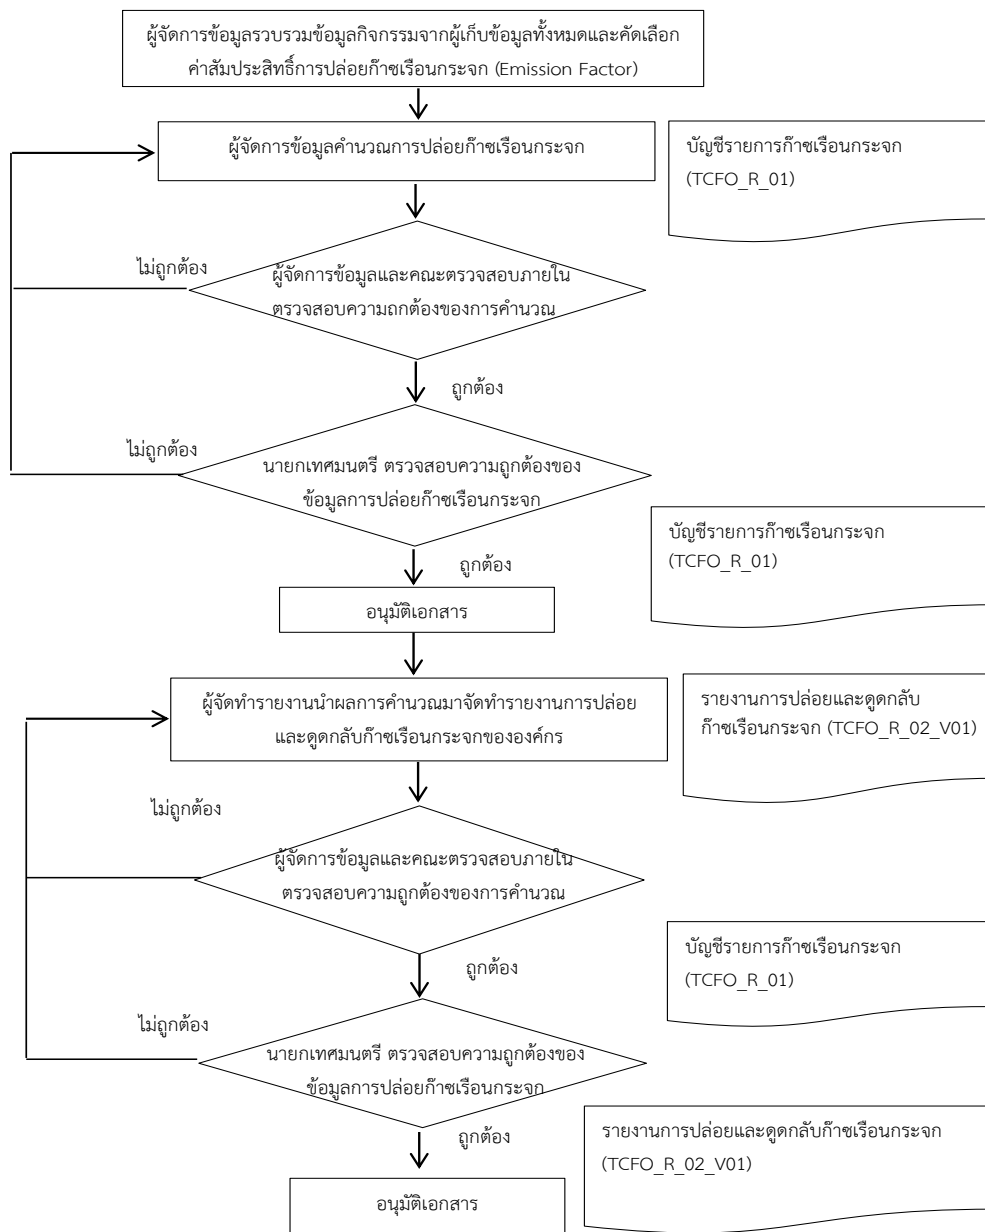 ผู้จัดการข้อมูลรวบรวมข้อมูลกิจกรรมจากผู้เก็บข้อมูลทั้งหมดและคัดเลือก
ค่าสัมประสิทธิ์การปล่อยก๊าซเรือนกระจก (Emission Factor)
ผู้จัดการข้อมูลคำนวณการปล่อยก๊าซเรือนกระจก
บัญชีรายการก๊าซเรือนกระจก
(TCFO_R_01)
ไม่ถูกต้อง
ผู้จัดการข้อมูลและคณะตรวจสอบภายใน
ตรวจสอบความถกต้องของการคำนวณ
ถูกต้อง
ไม่ถูกต้อง
นายกเทศมนตรี ตรวจสอบความถูกต้องของ
ข้อมูลการปล่อยก๊าซเรือนกระจก
บัญชีรายการก๊าซเรือนกระจก
(TCFO_R_01)
ถูกต้อง
อนุมัติเอกสาร
ผู้จัดทำรายงานนำผลการคำนวณมาจัดทำรายงานการปล่อย
และดูดกลับก๊าซเรือนกระจกขององค์กร
รายงานการปล่อยและดูดกลับ
ก๊าซเรือนกระจก (TCFO_R_02_V01)
ไม่ถูกต้อง
ผู้จัดการข้อมูลและคณะตรวจสอบภายใน
ตรวจสอบความถูกต้องของการคำนวณ
บัญชีรายการก๊าซเรือนกระจก
(TCFO_R_01)
ถูกต้อง
ไม่ถูกต้อง
นายกเทศมนตรี ตรวจสอบความถูกต้องของ
ข้อมูลการปล่อยก๊าซเรือนกระจก
รายงานการปล่อยและดูดกลับก๊าซเรือนกระจก
(TCFO_R_02_V01)
ถูกต้อง
อนุมัติเอกสาร